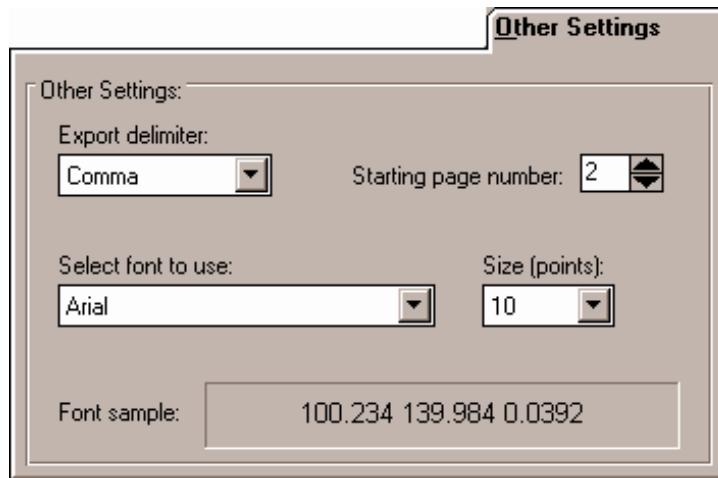 Other Settings
Other Settings:
Export delimiter:
Comma
Starting page number: 2
Select font to use:
Size (points):
Arial
10
Font sample:
100.234 139.984 0.0392